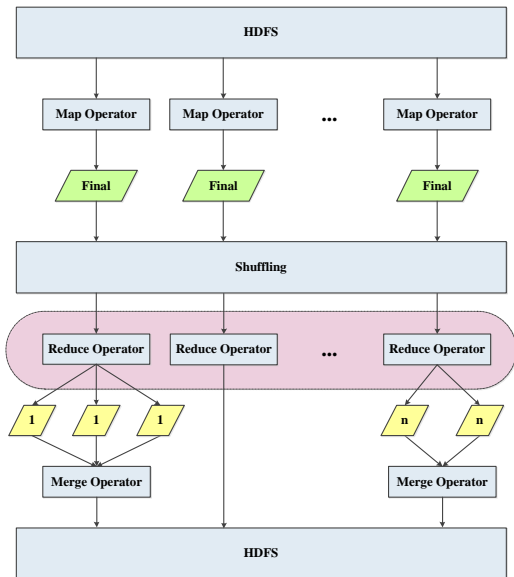 HDFS
Map Operator Map Operator ... Map Operator
Final Final Final
Shuffling
Reduce Operator Reduce Operator ... Reduce Operator
1 1 1 n n
Merge Operator Merge Operator
HDFS